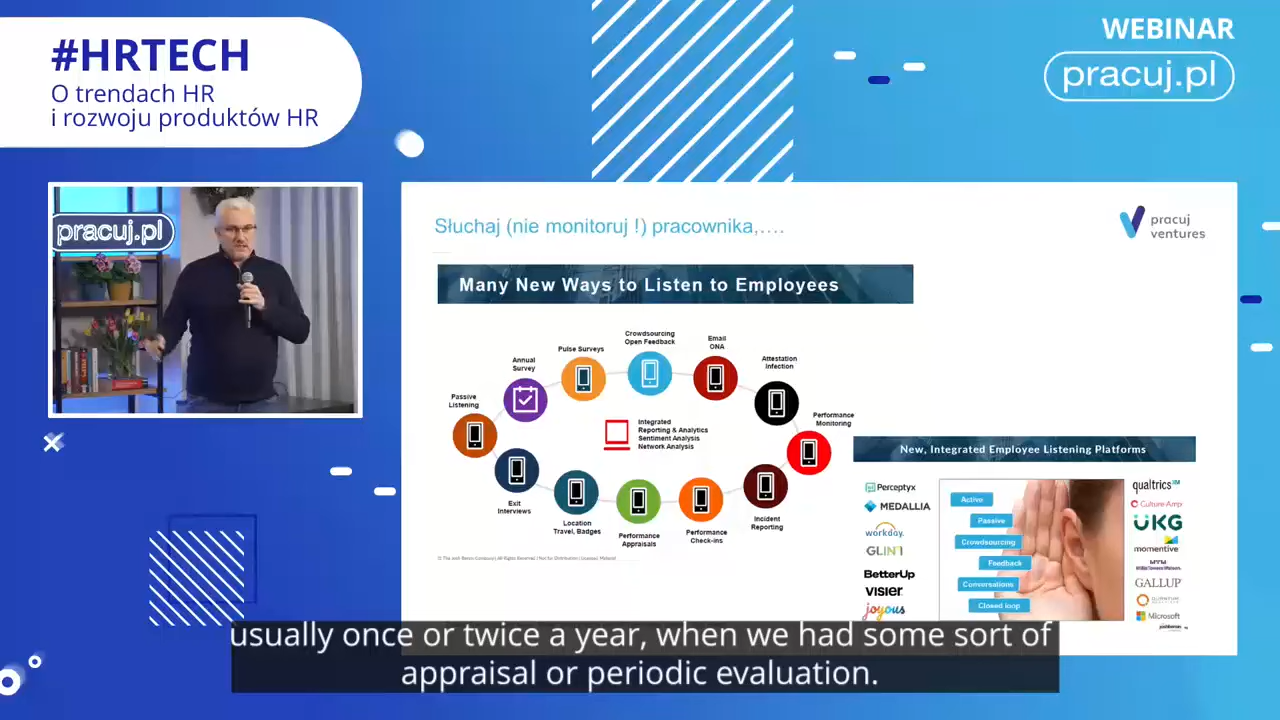 #HRTECH
O trendach HR
i rozwoju produktów HR
WEBINAR
pracuj.pl
pracuj.pl
Słuchaj (nie monitoruj !) pracownika,....
pracuj
ventures
Many New Ways to Listen to Employees
Passive
Listening
Annual
Survey
Pulse Surveys
Crowdsourcing
Open Feedback
Email
ONA
Attestation
Infection
Performance
Monitoring
Integrated
Reporting & Analytics
Sentiment Analysis
Network Analysis
Exit
Interviews
Location
Travel, Badges
Performance
Appraisals
Performance
Check-ins
Incident
Reporting
New, Integrated Employee Listening Platforms
Perceptyx
MEDALLIA
workday.
GLINT
BetterUp
VISIER
joyous
Active
Passive
Crowdsourcing
Feedback
Conversations
Closed loop
qualtrics
Culture Amp
UKG
momentive
GALLUP
Microsoft
usually once or twice a year, when we had some sort of
appraisal or periodic evaluation.